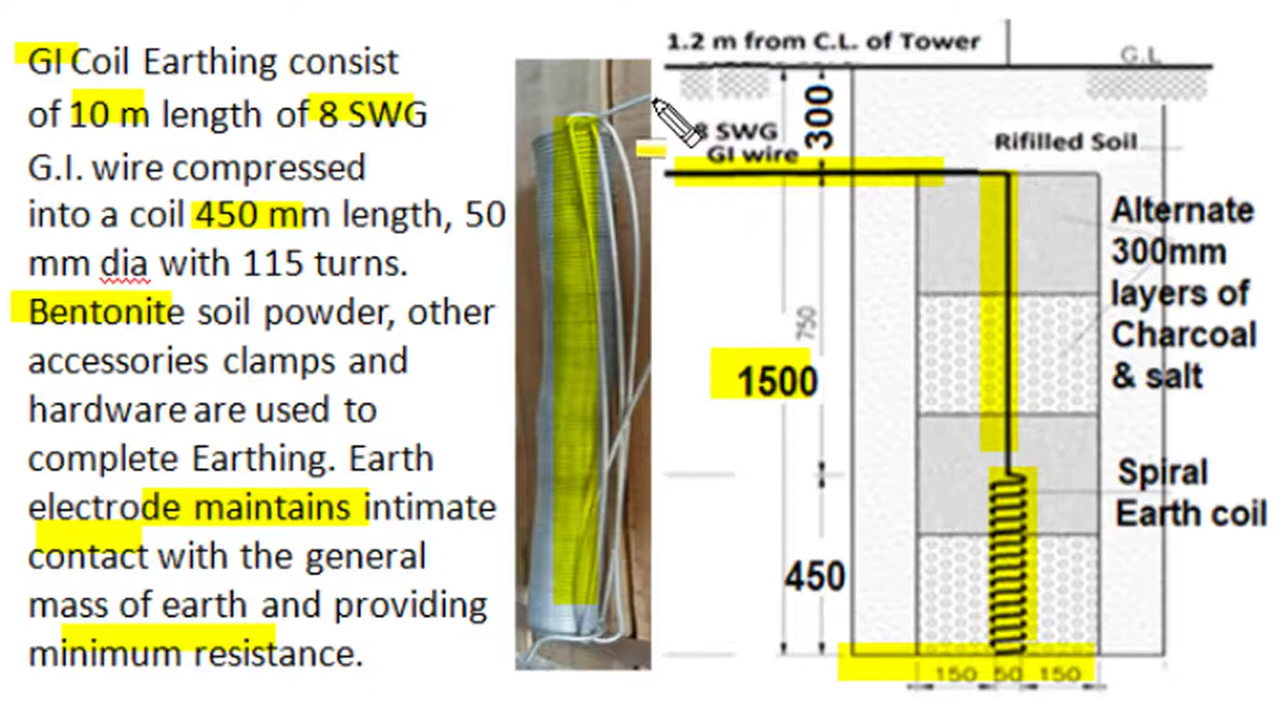 GI Coil Earthing consist
of 10 m length of 8 SWG
G.I. wire compressed
into a coil 450 mm length, 50
mm dia with 115 turns.
Bentonite soil powder, other
accessories clamps and
hardware are used to
complete Earthing. Earth
electrode maintains intimate
contact with the general
mass of earth and providing
minimum resistance.
1.2 m from C.L. of Tower
G.L
300
8 SWG
GI wire
Rifilled Soil
Alternate
300mm
layers of
Charcoal
& salt
750
1500
Spiral
Earth coil
450
150 50 150